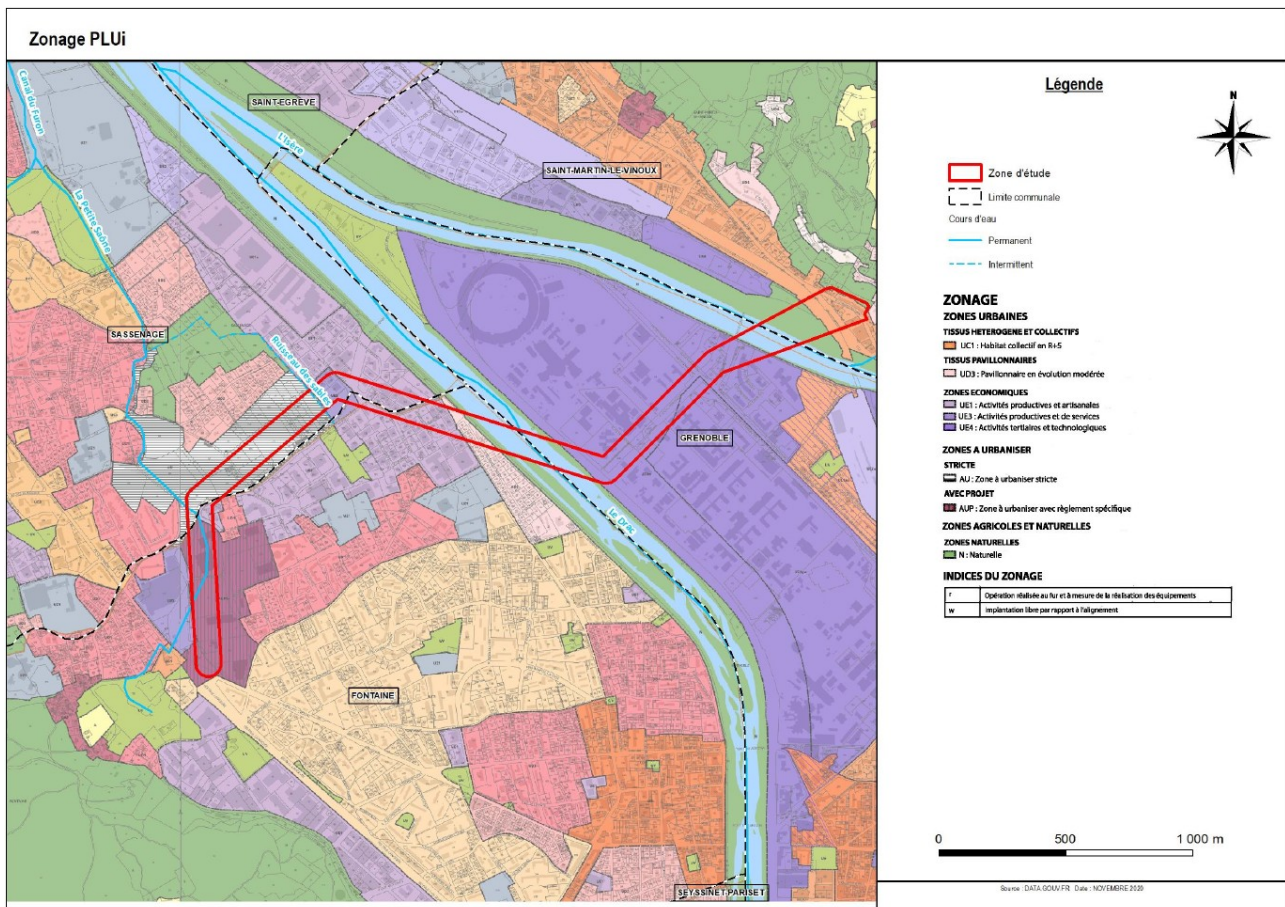 Zonage PLUi
Canal du Furon
La Petite Saône
SAINT-EGRÈVE
L'Isère
SAINT-MARTIN-LE-VINOUX
SASSENAGE
Ruisseau des sables
GRENOBLE
Le Drac
FONTAINE
SEYSSINET-PARISET
Légende
N
Zone d'étude
Limite communale
Cours d'eau
Permanent
Intermittent
ZONAGE
ZONES URBAINES
TISSUS HETEROGENE ET COLLECTIFS
UC1 : Habitat collectif en R+5
TISSUS PAVILLONNAIRES
UD3 : Pavillonnaire en évolution modérée
ZONES ECONOMIQUES
UE1 : Activités productives et artisanales
UE3 : Activités productives et de services
UE4 : Activités tertiaires et technologiques
ZONES A URBANISER
STRICTE
AU : Zone à urbaniser stricte
AVEC PROJET
AUP : Zone à urbaniser avec règlement spécifique
ZONES AGRICOLES ET NATURELLES
ZONES NATURELLES
N : Naturelle
INDICES DU ZONAGE
r Opération réalisée au fur et à mesure de la réalisation des équipements
w Implantation libre par rapport à l'alignement
0 500 1 000 m
Source : DATA.GOUV.FR Date : NOVEMBRE 2020